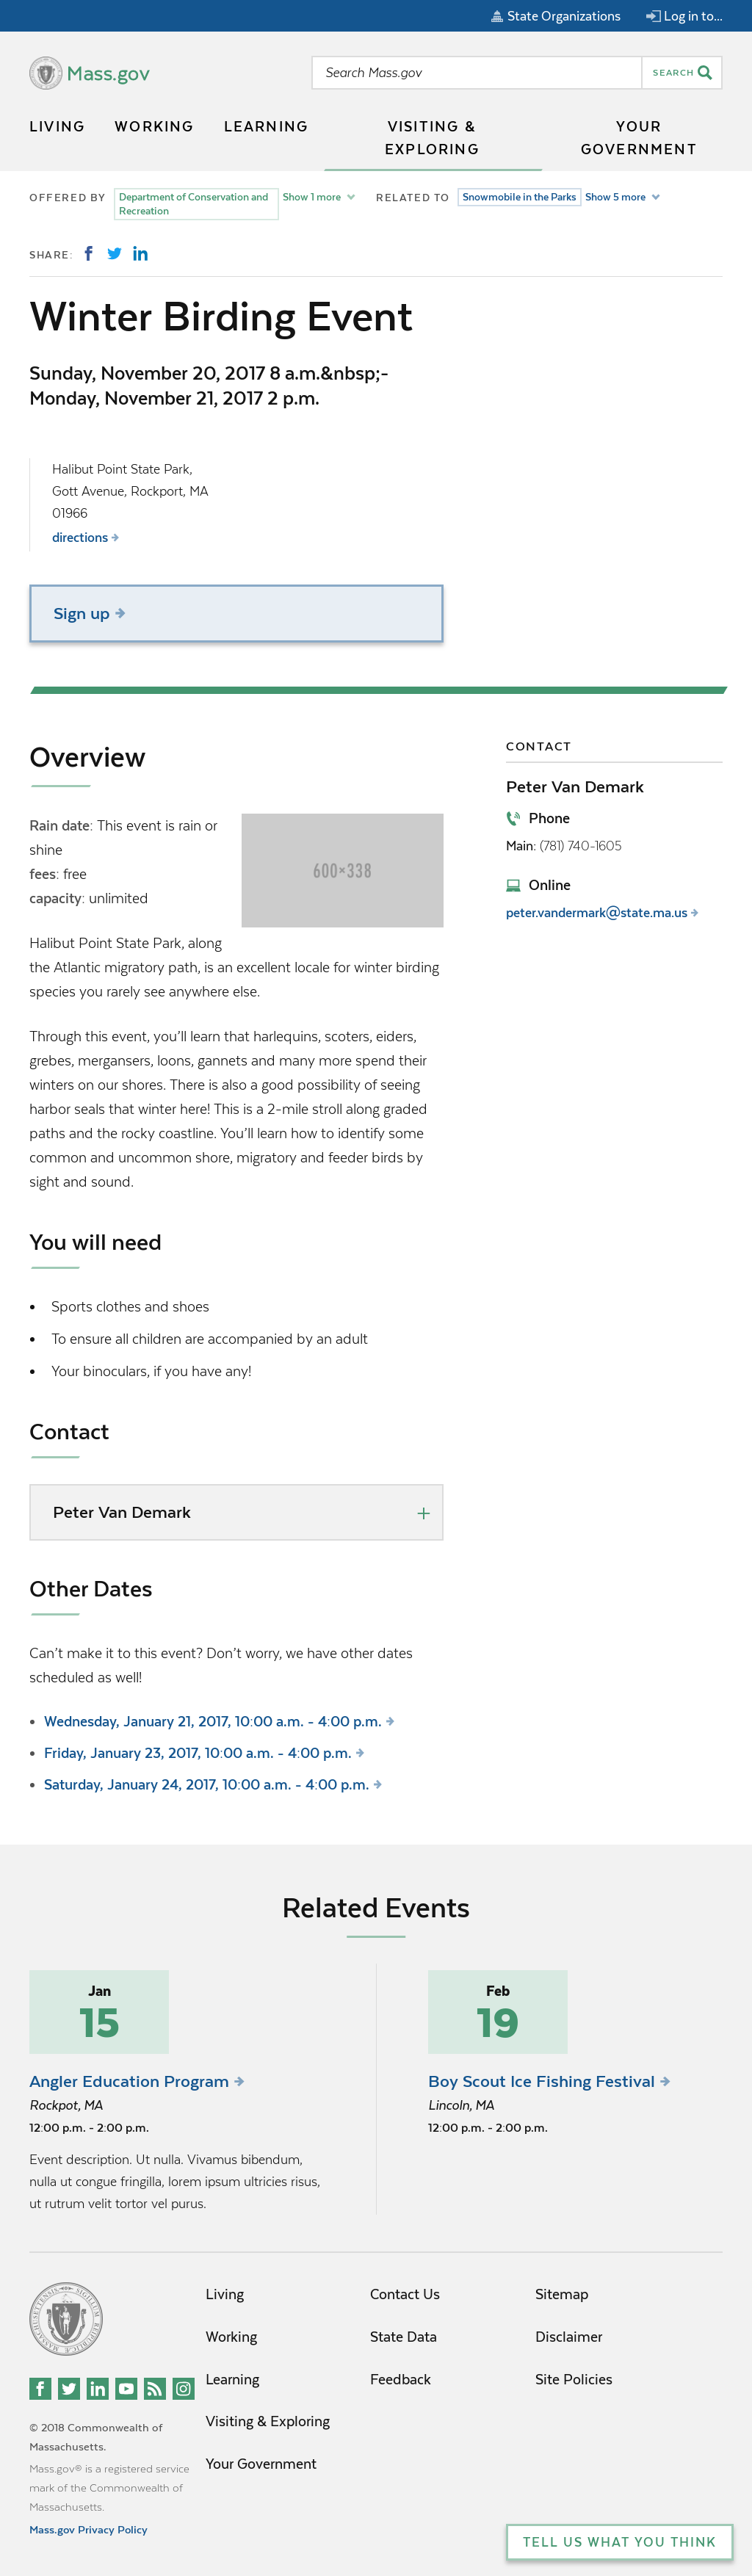 State Organizations
Log in to...
Mass.gov
Search Mass.gov
SEARCH
LIVING
WORKING
LEARNING
VISITING &
EXPLORING
YOUR
GOVERNMENT
OFFERED BY
Department of Conservation and
Recreation
Show 1 more
RELATED TO
Snowmobile in the Parks
Show 5 more
SHARE:
Winter Birding Event
Sunday, November 20, 2017 8 a.m.&nbsp;-
Monday, November 21, 2017 2 p.m.
Halibut Point State Park,
Gott Avenue, Rockport, MA
01966
directions
Sign up
Overview
Rain date: This event is rain or
shine
fees: free
capacity: unlimited
600×338
Halibut Point State Park, along
the Atlantic migratory path, is an excellent locale for winter birding
species you rarely see anywhere else.
Through this event, you’ll learn that harlequins, scoters, eiders,
grebes, mergansers, loons, gannets and many more spend their
winters on our shores. There is also a good possibility of seeing
harbor seals that winter here! This is a 2-mile stroll along graded
paths and the rocky coastline. You’ll learn how to identify some
common and uncommon shore, migratory and feeder birds by
sight and sound.
You will need
• Sports clothes and shoes
• To ensure all children are accompanied by an adult
• Your binoculars, if you have any!
Contact
Peter Van Demark
Other Dates
Can’t make it to this event? Don’t worry, we have other dates
scheduled as well!
• Wednesday, January 21, 2017, 10:00 a.m. - 4:00 p.m.
• Friday, January 23, 2017, 10:00 a.m. - 4:00 p.m.
• Saturday, January 24, 2017, 10:00 a.m. - 4:00 p.m.
CONTACT
Peter Van Demark
Phone
Main: (781) 740-1605
Online
peter.vandermark@state.ma.us
Related Events
Jan
15
Angler Education Program
Rockpot, MA
12:00 p.m. - 2:00 p.m.
Event description. Ut nulla. Vivamus bibendum,
nulla ut congue fringilla, lorem ipsum ultricies risus,
ut rutrum velit tortor vel purus.
Feb
19
Boy Scout Ice Fishing Festival
Lincoln, MA
12:00 p.m. - 2:00 p.m.
Living
Working
Learning
Visiting & Exploring
Your Government
Contact Us
State Data
Feedback
Sitemap
Disclaimer
Site Policies
© 2018 Commonwealth of
Massachusetts.
Mass.gov® is a registered service
mark of the Commonwealth of
Massachusetts.
Mass.gov Privacy Policy
TELL US WHAT YOU THINK